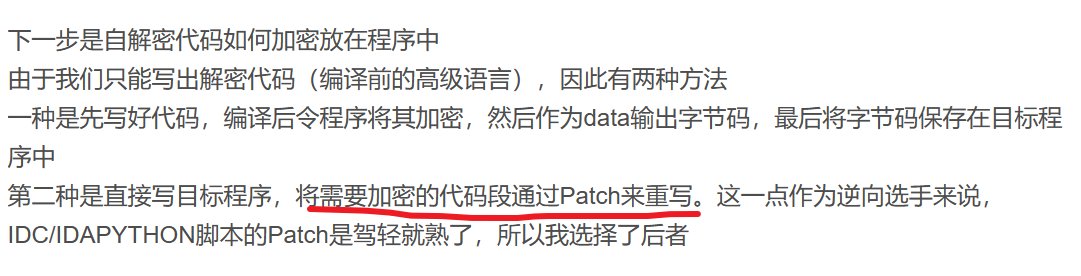 下一步是自解密代码如何加密放在程序中
由于我们只能写出解密代码（编译前的高级语言），因此有两种方法
一种是先写好代码，编译后令程序将其加密，然后作为data输出字节码，最后将字节码保存在目标程
序中
第二种是直接写目标程序，将需要加密的代码段通过Patch来重写。这一点作为逆向选手来说，
IDC/IDAPYTHON脚本的Patch是驾轻就熟了，所以我选择了后者